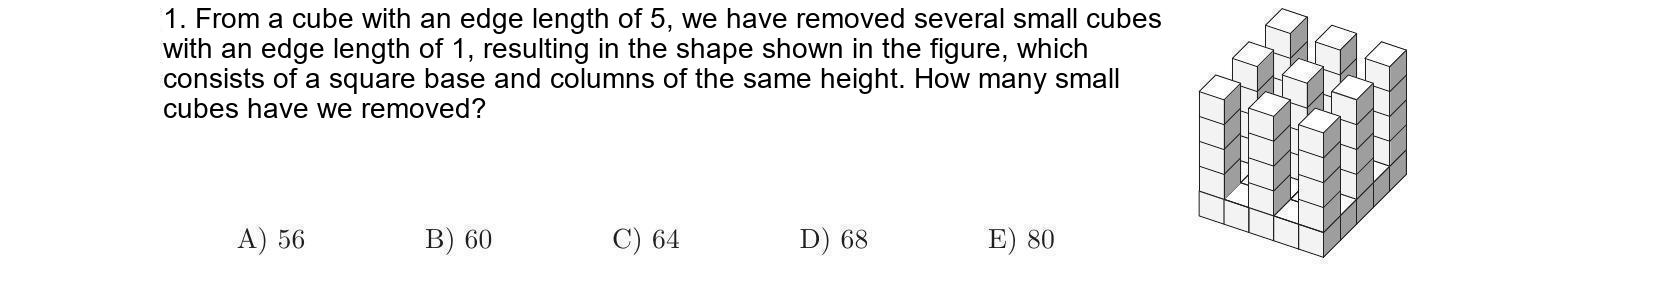 1. From a cube with an edge length of 5, we have removed several small cubes
with an edge length of 1, resulting in the shape shown in the figure, which
consists of a square base and columns of the same height. How many small
cubes have we removed?
A) 56 B) 60 C) 64 D) 68 E) 80